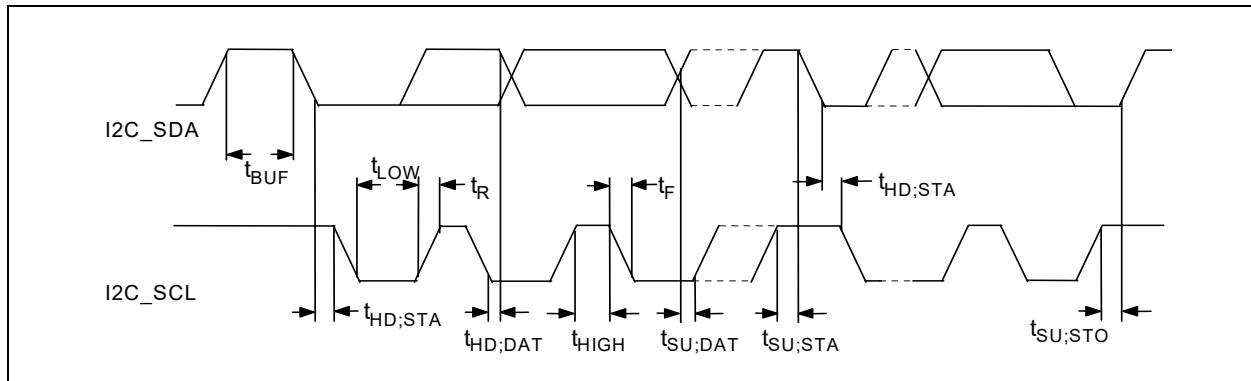 I2C_SDA
tBUF
tLOW
tR
tF
tHD;STA
I2C_SCL
tHD;STA
tHD;DAT
tHIGH
tSU;DAT
tSU;STA
tSU;STO